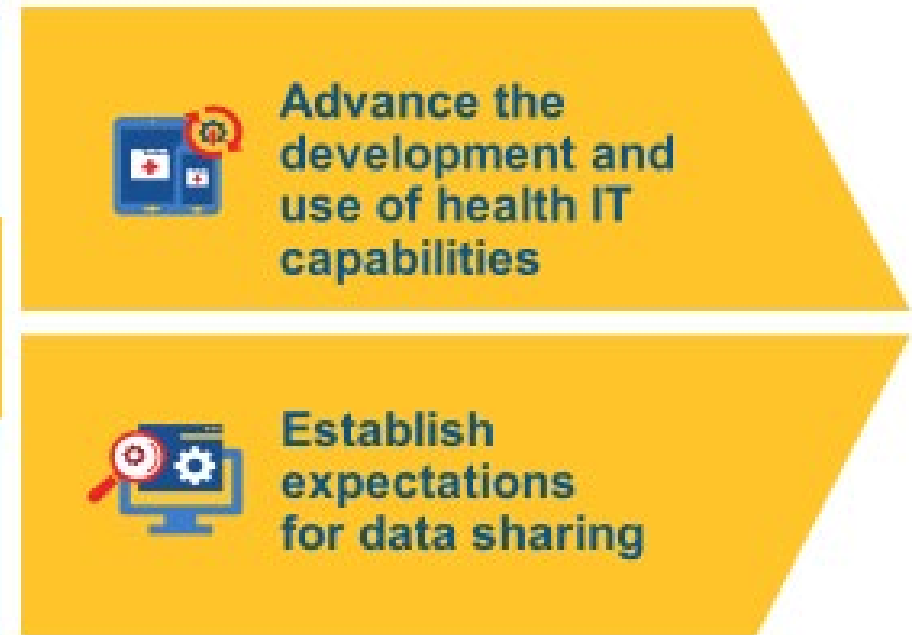 Advance the
development and
use of health IT
capabilities
Establish
expectations
for data sharing